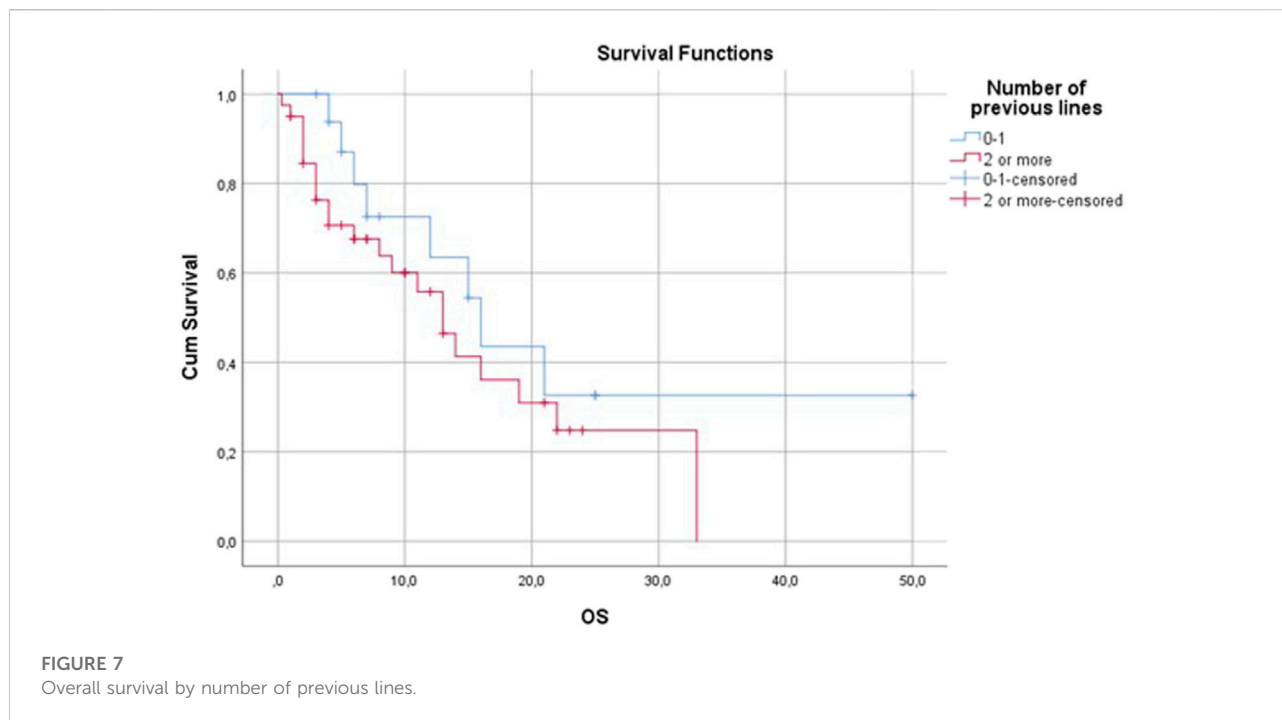 Survival Functions
Number of
previous lines
0-1
2 or more
0-1-censored
2 or more-censored
Cum Survival
1,0
0,8
0,6
0,4
0,2
0,0
,0 10,0 20,0 30,0 40,0 50,0
OS
FIGURE 7
Overall survival by number of previous lines.